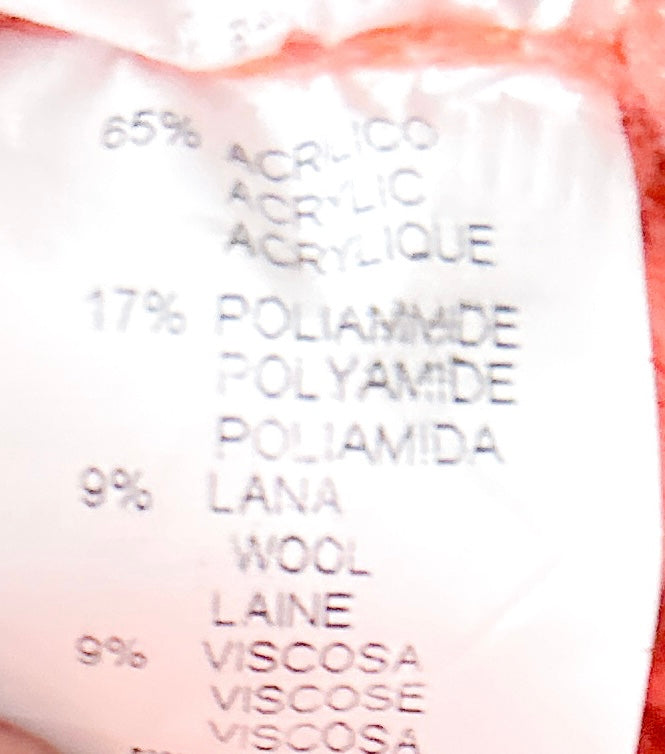 65% ACRILICO
ACRYLIC
ACRYLIQUE
17% POLIAMMIDE
POLYAMIDE
POLIAMIDA
9% LANA
WOOL
LAINE
9% VISCOSA
VISCOSE
VISCOSA